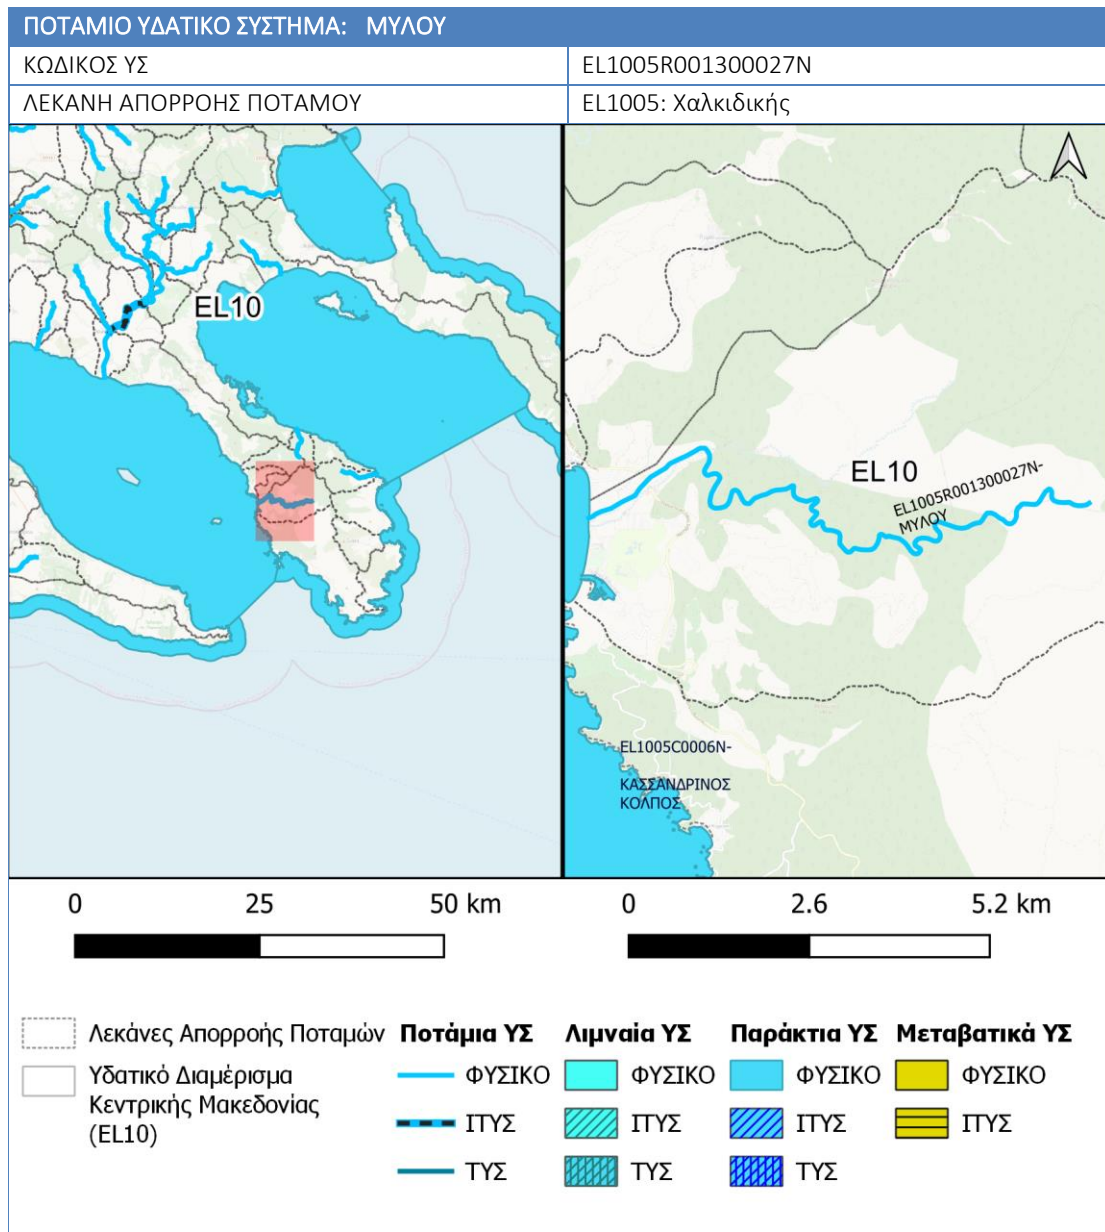 ΠΟΤΑΜΙΟ ΥΔΑΤΙΚΟ ΣΥΣΤΗΜΑ: ΜΥΛΟΥ
ΚΩΔΙΚΟΣ ΥΣ EL1005R001300027N
ΛΕΚΑΝΗ ΑΠΟΡΡΟΗΣ ΠΟΤΑΜΟΥ EL1005: Χαλκιδικής
EL10
EL10
EL1005R001300027N-
ΜΥΛΟΥ
EL1005C0006N-
ΚΑΣΣΑΝΔΡΙΝΟΣ
ΚΟΛΠΟΣ
0 25 50 km
0 2.6 5.2 km
Λεκάνες Απορροής Ποταμών
Υδατικό Διαμέρισμα
Κεντρικής Μακεδονίας
(EL10)
Ποτάμια ΥΣ
ΦΥΣΙΚΟ
ΙΤΥΣ
ΤΥΣ
Λιμναία ΥΣ
ΦΥΣΙΚΟ
ΙΤΥΣ
ΤΥΣ
Παράκτια ΥΣ
ΦΥΣΙΚΟ
ΙΤΥΣ
ΤΥΣ
Μεταβατικά ΥΣ
ΦΥΣΙΚΟ
ΙΤΥΣ